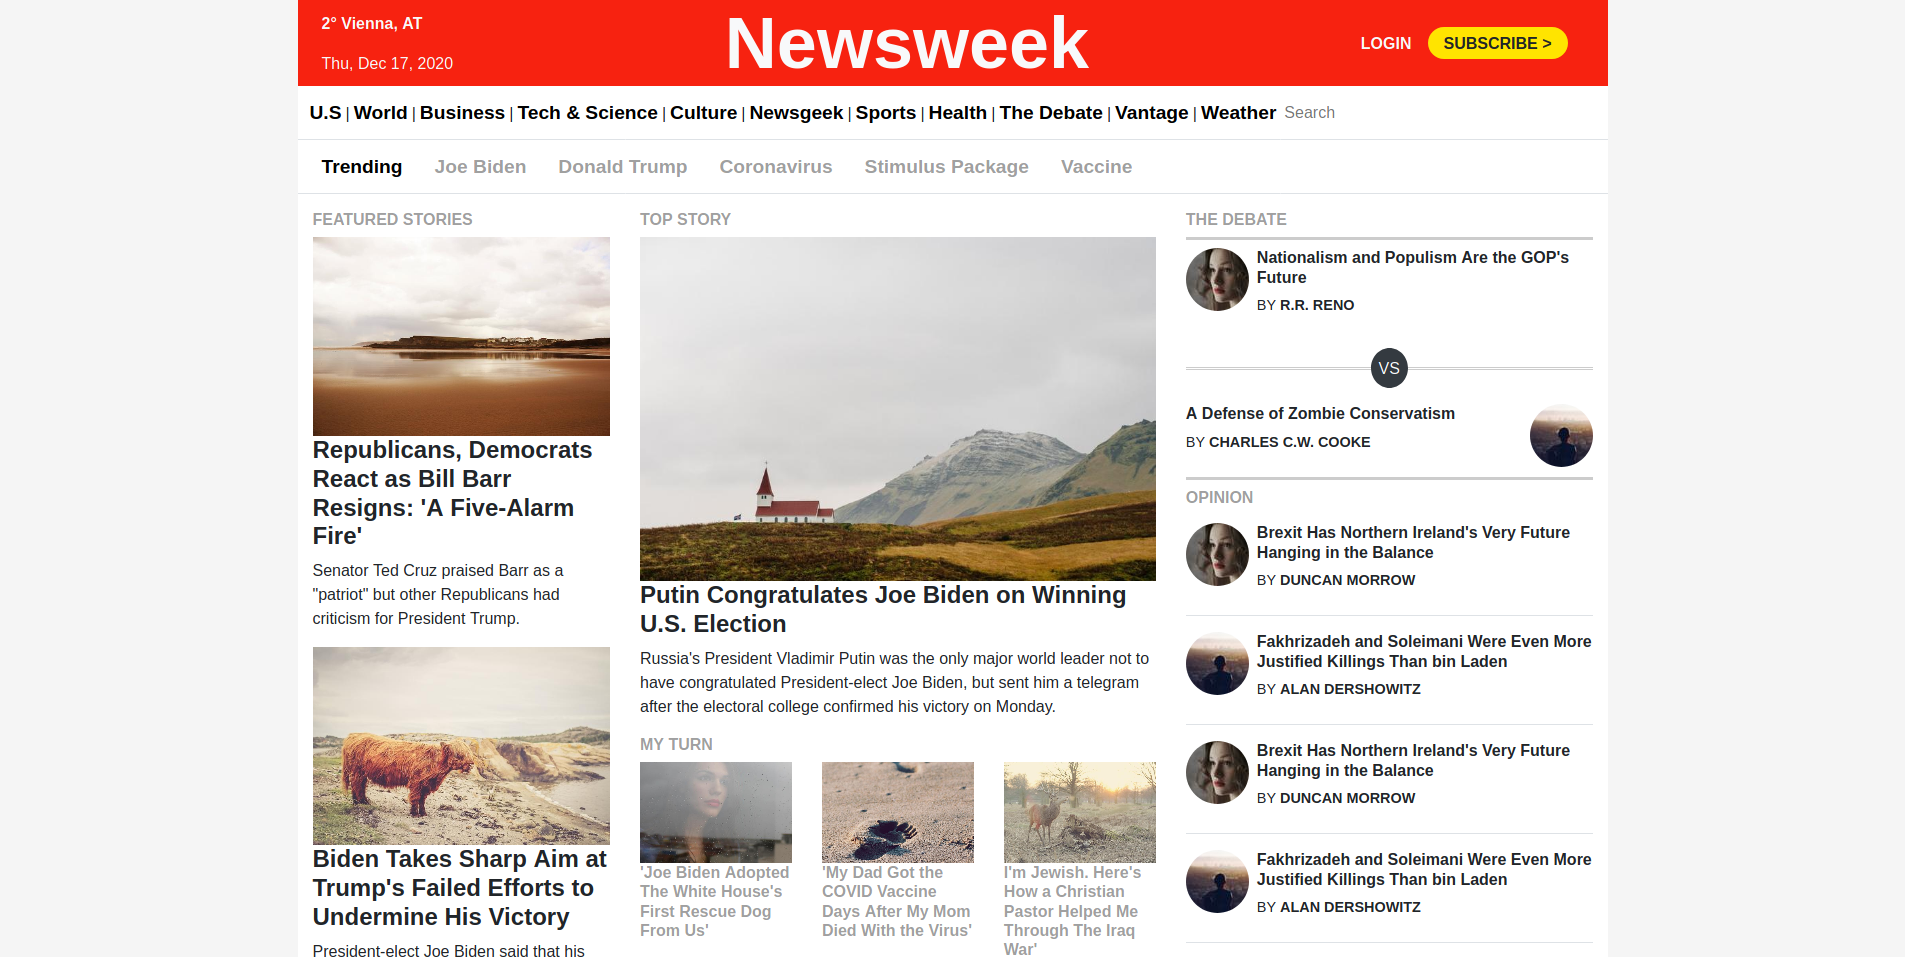 2° Vienna, AT
Thu, Dec 17, 2020
Newsweek
LOGIN
SUBSCRIBE >
U.S | World | Business | Tech & Science | Culture | Newsgeek | Sports | Health | The Debate | Vantage | Weather Search
Trending Joe Biden Donald Trump Coronavirus Stimulus Package Vaccine
FEATURED STORIES
Republicans, Democrats
React as Bill Barr
Resigns: 'A Five-Alarm
Fire'
Senator Ted Cruz praised Barr as a
"patriot" but other Republicans had
criticism for President Trump.
Biden Takes Sharp Aim at
Trump's Failed Efforts to
Undermine His Victory
President-elect Joe Biden said that his
TOP STORY
Putin Congratulates Joe Biden on Winning
U.S. Election
Russia's President Vladimir Putin was the only major world leader not to
have congratulated President-elect Joe Biden, but sent him a telegram
after the electoral college confirmed his victory on Monday.
MY TURN
'Joe Biden Adopted
The White House's
First Rescue Dog
From Us'
'My Dad Got the
COVID Vaccine
Days After My Mom
Died With the Virus'
I'm Jewish. Here's
How a Christian
Pastor Helped Me
Through The Iraq
War'
THE DEBATE
Nationalism and Populism Are the GOP's
Future
BY R.R. RENO
VS
A Defense of Zombie Conservatism
BY CHARLES C.W. COOKE
OPINION
Brexit Has Northern Ireland's Very Future
Hanging in the Balance
BY DUNCAN MORROW
Fakhrizadeh and Soleimani Were Even More
Justified Killings Than bin Laden
BY ALAN DERSHOWITZ
Brexit Has Northern Ireland's Very Future
Hanging in the Balance
BY DUNCAN MORROW
Fakhrizadeh and Soleimani Were Even More
Justified Killings Than bin Laden
BY ALAN DERSHOWITZ